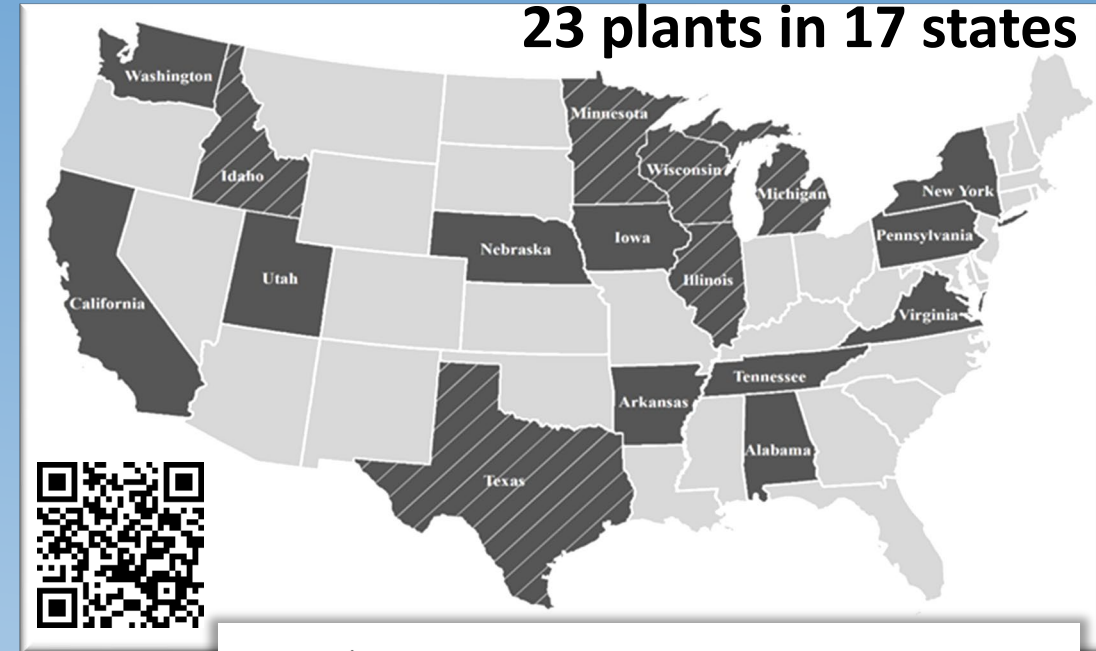 23 plants in 17 states
Washington
Minnesota
Idaho
Wisconsin
Michigan
New York
Nebraska
Iowa
Pennsylvania
Utah
Illinois
California
Virginia
Tennessee
Arkansas
Alabama
Texas